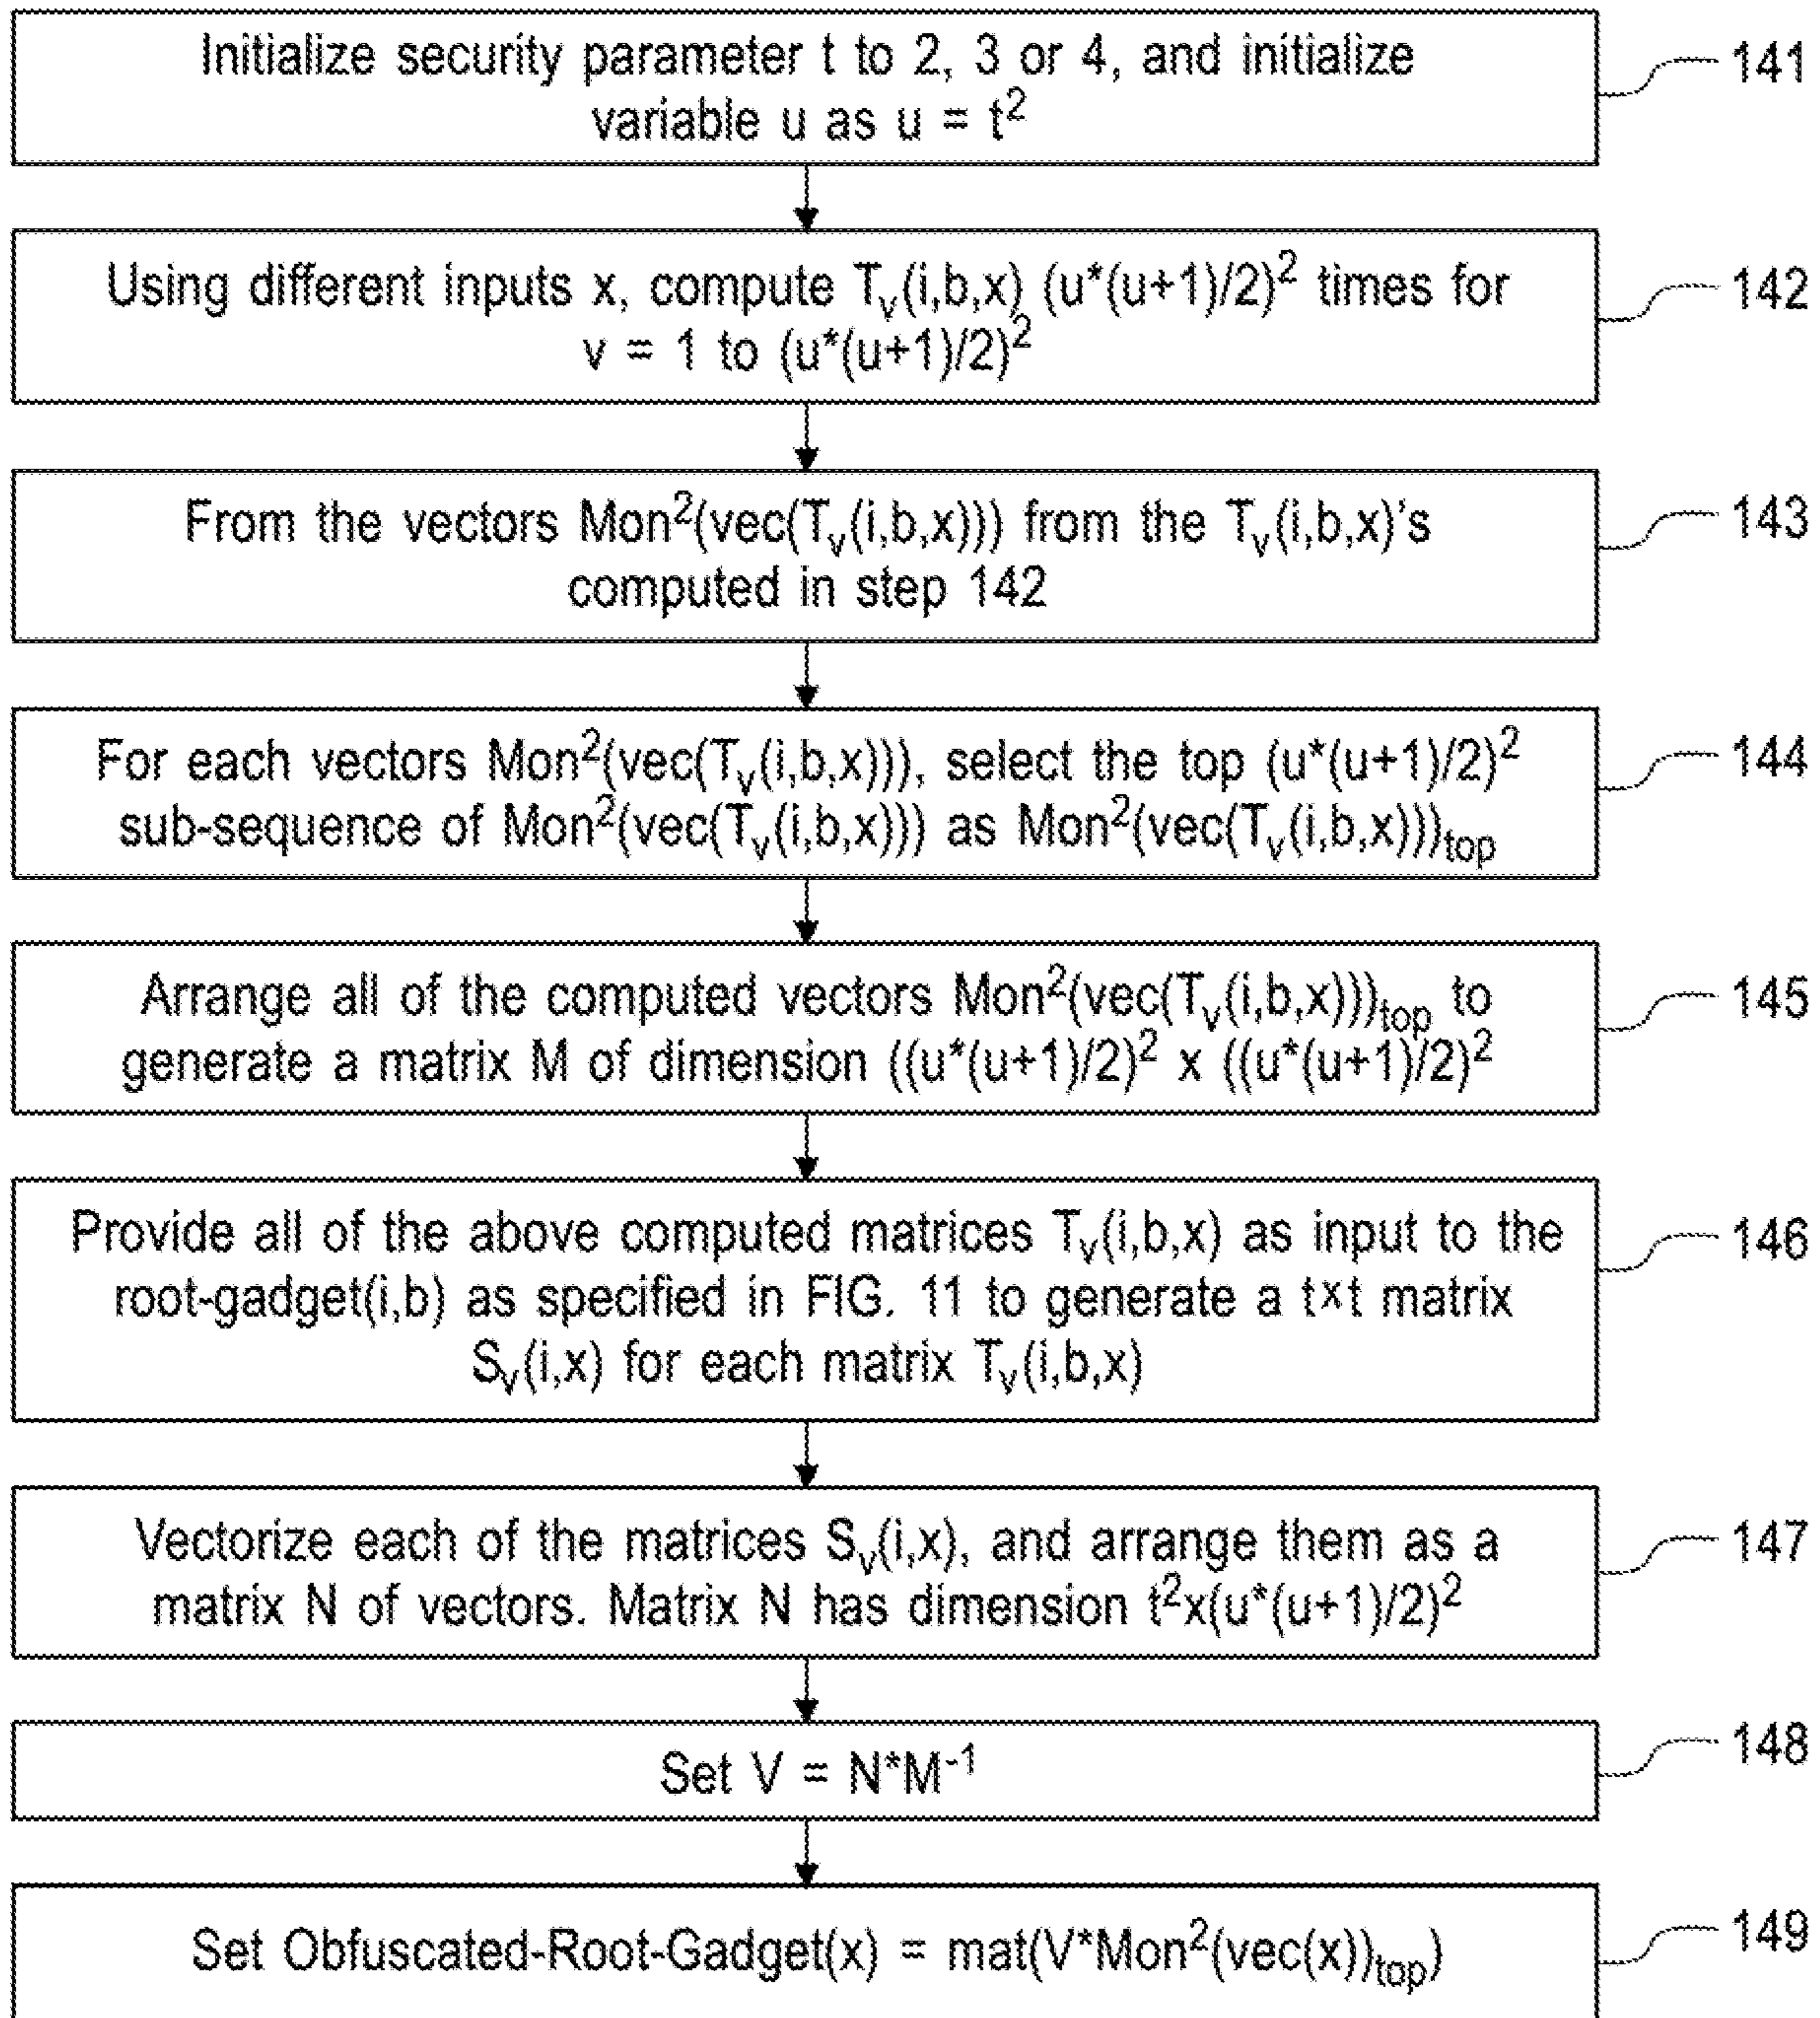 Initialize security parameter t to 2, 3 or 4, and initialize
variable u as u = t²
141
Using different inputs x, compute Tᵥ(i,b,x) (u*(u+1)/2)² times for
v = 1 to (u*(u+1)/2)²
142
From the vectors Mon²(vec(Tᵥ(i,b,x))) from the Tᵥ(i,b,x)'s
computed in step 142
143
For each vectors Mon²(vec(Tᵥ(i,b,x))), select the top (u*(u+1)/2)²
sub-sequence of Mon²(vec(Tᵥ(i,b,x))) as Mon²(vec(Tᵥ(i,b,x)))top
144
Arrange all of the computed vectors Mon²(vec(Tᵥ(i,b,x)))top to
generate a matrix M of dimension ((u*(u+1)/2)² x ((u*(u+1)/2)²
145
Provide all of the above computed matrices Tᵥ(i,b,x) as input to the
root-gadget(i,b) as specified in FIG. 11 to generate a t×t matrix
Sᵥ(i,x) for each matrix Tᵥ(i,b,x)
146
Vectorize each of the matrices Sᵥ(i,x), and arrange them as a
matrix N of vectors. Matrix N has dimension t²x(u*(u+1)/2)²
147
Set V = N*M⁻¹
148
Set Obfuscated-Root-Gadget(x) = mat(V*Mon²(vec(x))top)
149